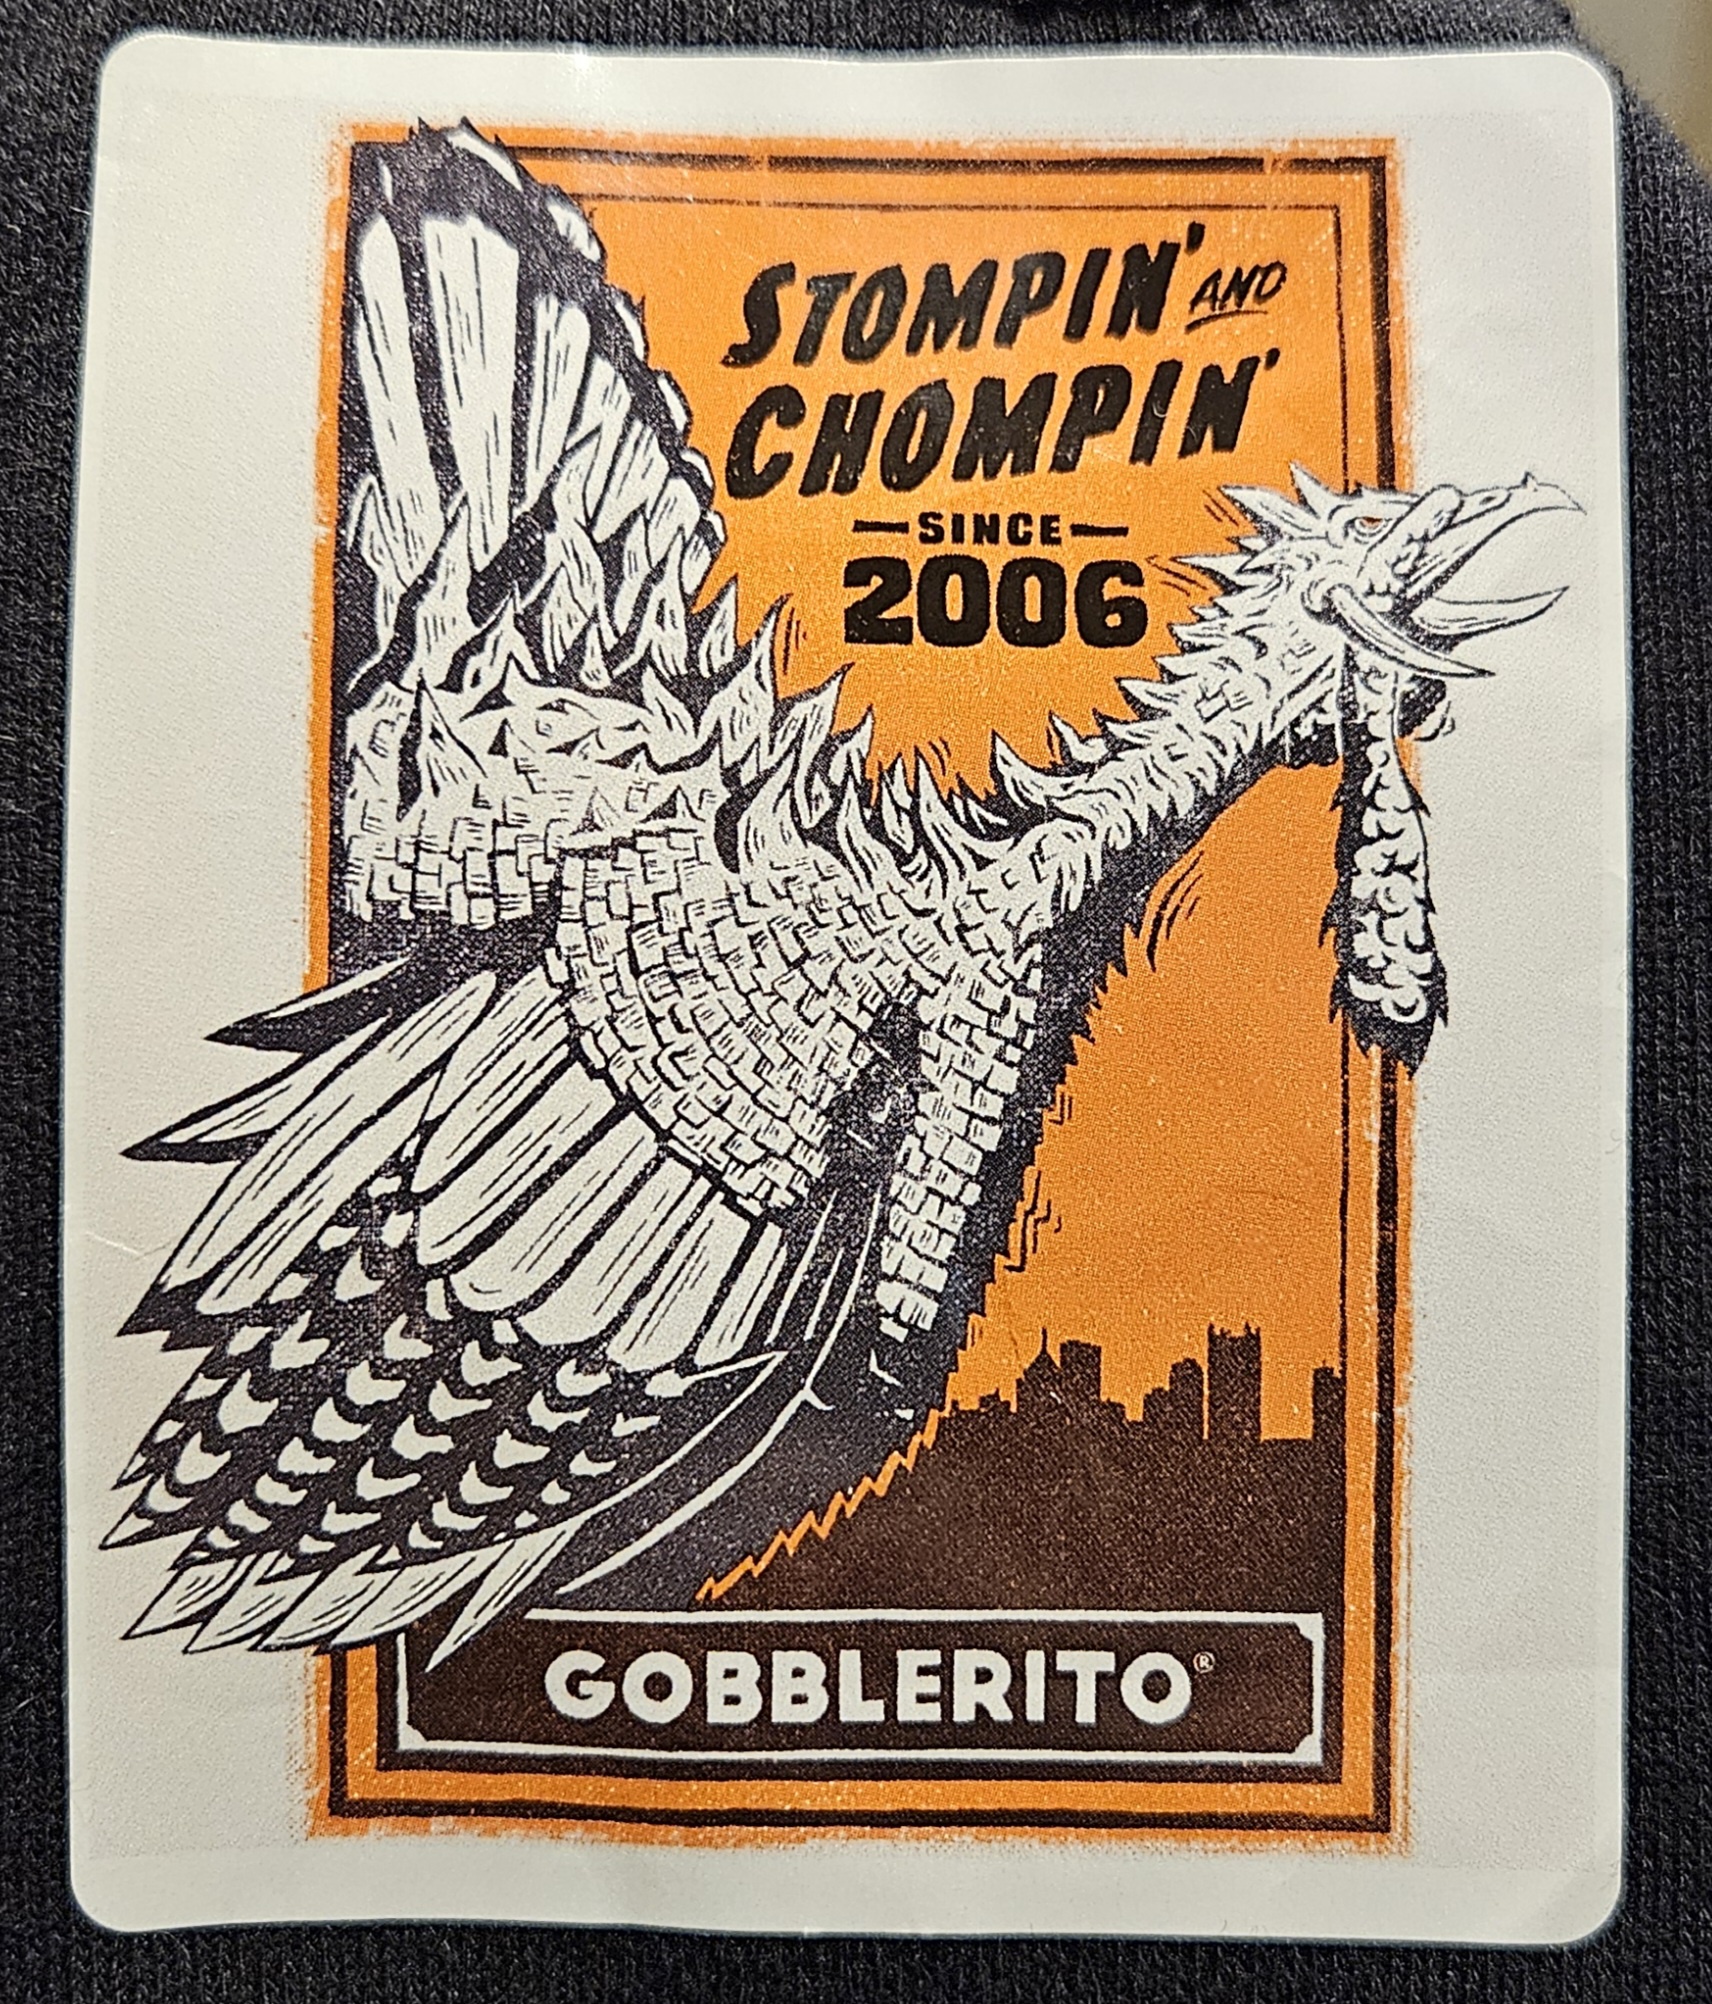 STOMPIN' AND
CHOMPIN'
—SINCE—
2006
GOBBLERITO®